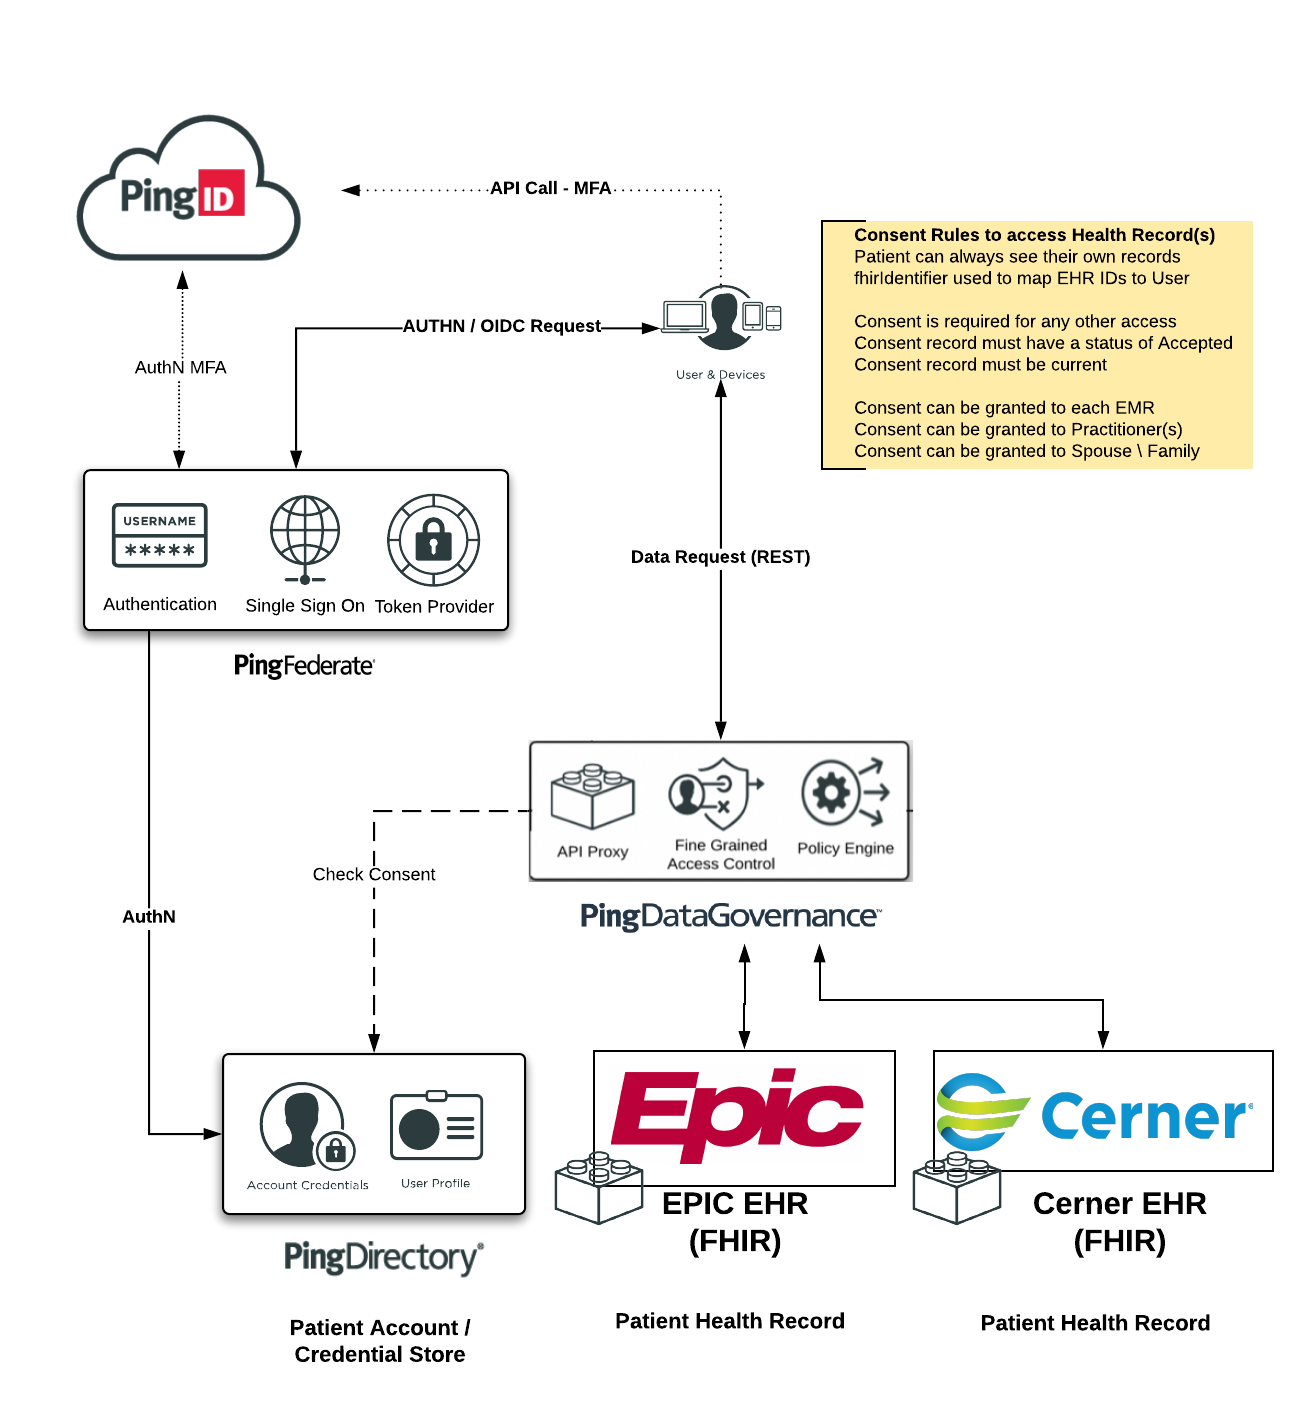 PingID
API Call - MFA
Consent Rules to access Health Record(s)
Patient can always see their own records
fhirIdentifier used to map EHR IDs to User
Consent is required for any other access
Consent record must have a status of Accepted
Consent record must be current
Consent can be granted to each EMR
Consent can be granted to Practitioner(s)
Consent can be granted to Spouse \ Family
AUTHN / OIDC Request
User & Devices
AuthN MFA
USERNAME
*****
Authentication
Single Sign On
Token Provider
PingFederate
Data Request (REST)
API Proxy
Fine Grained
Access Control
Policy Engine
PingDataGovernance™
Check Consent
AuthN
Account Credentials
User Profile
PingDirectory®
Patient Account /
Credential Store
Epic
EPIC EHR
(FHIR)
Patient Health Record
Cerner®
Cerner EHR
(FHIR)
Patient Health Record